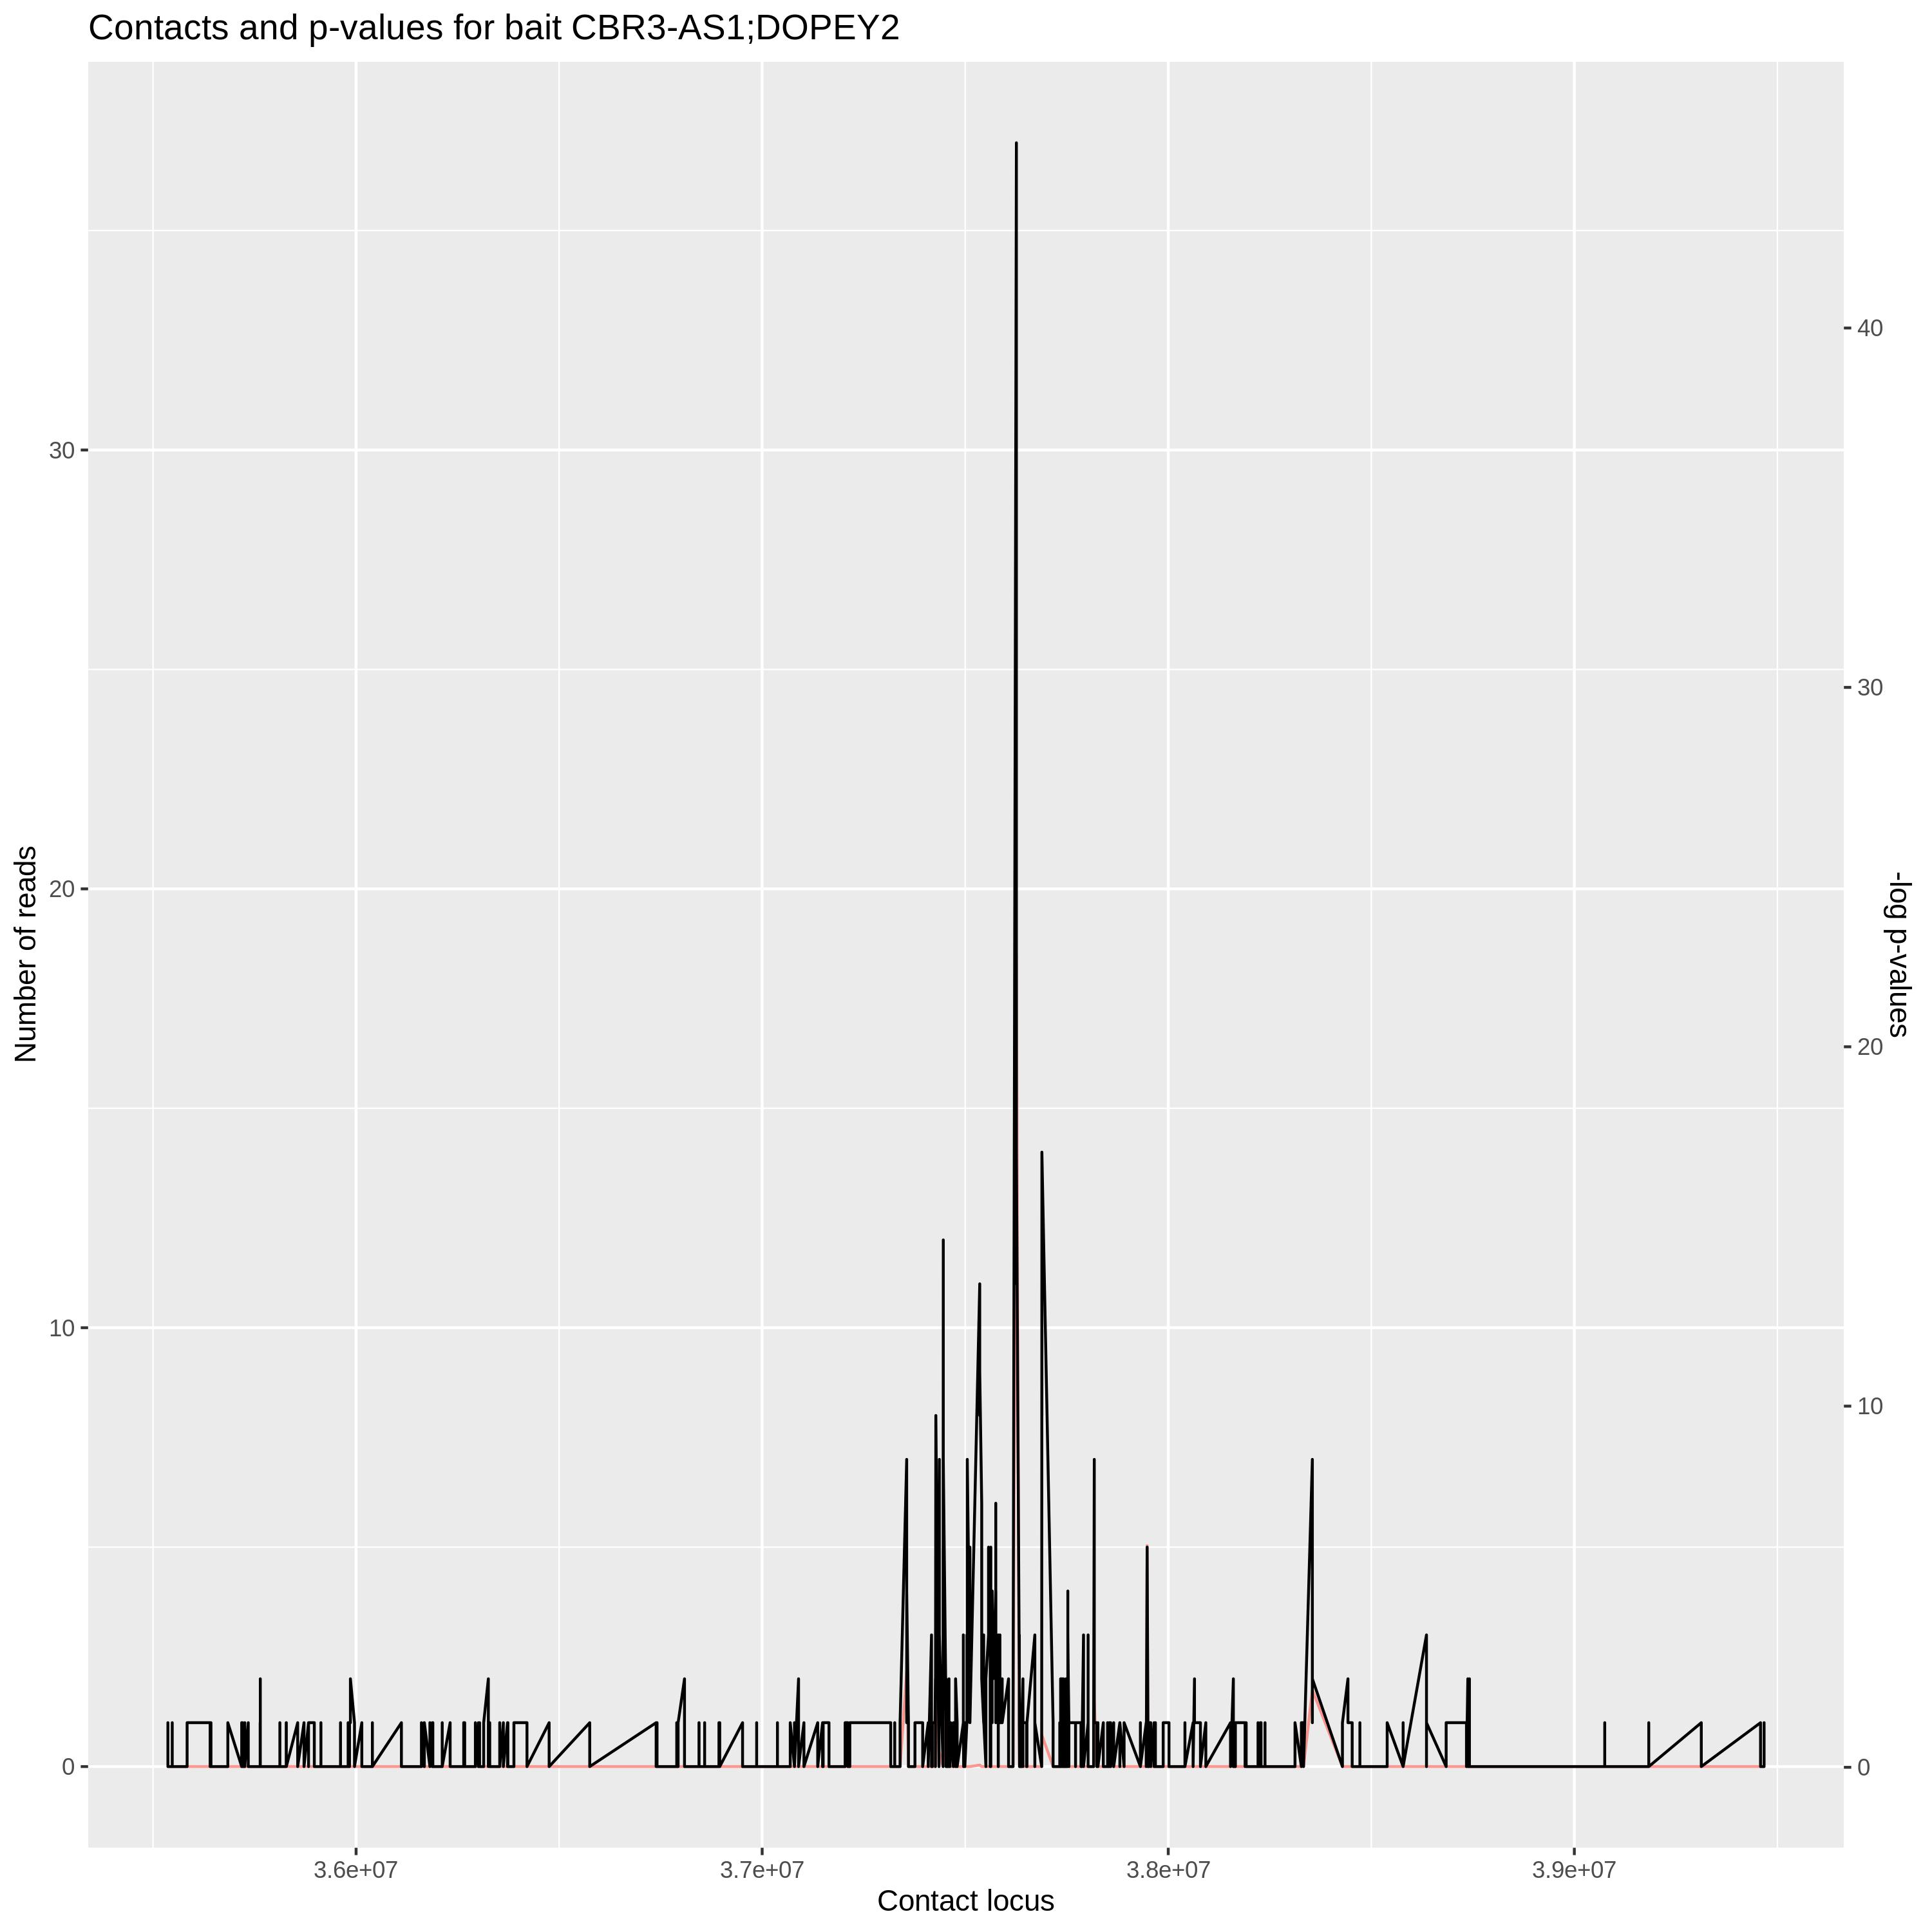 Contacts and p-values for bait CBR3-AS1;DOPEY2
Number of reads
30
20
10
0
40
30
20
10
0
-log p-values
3.6e+07
3.7e+07
3.8e+07
3.9e+07
Contact locus